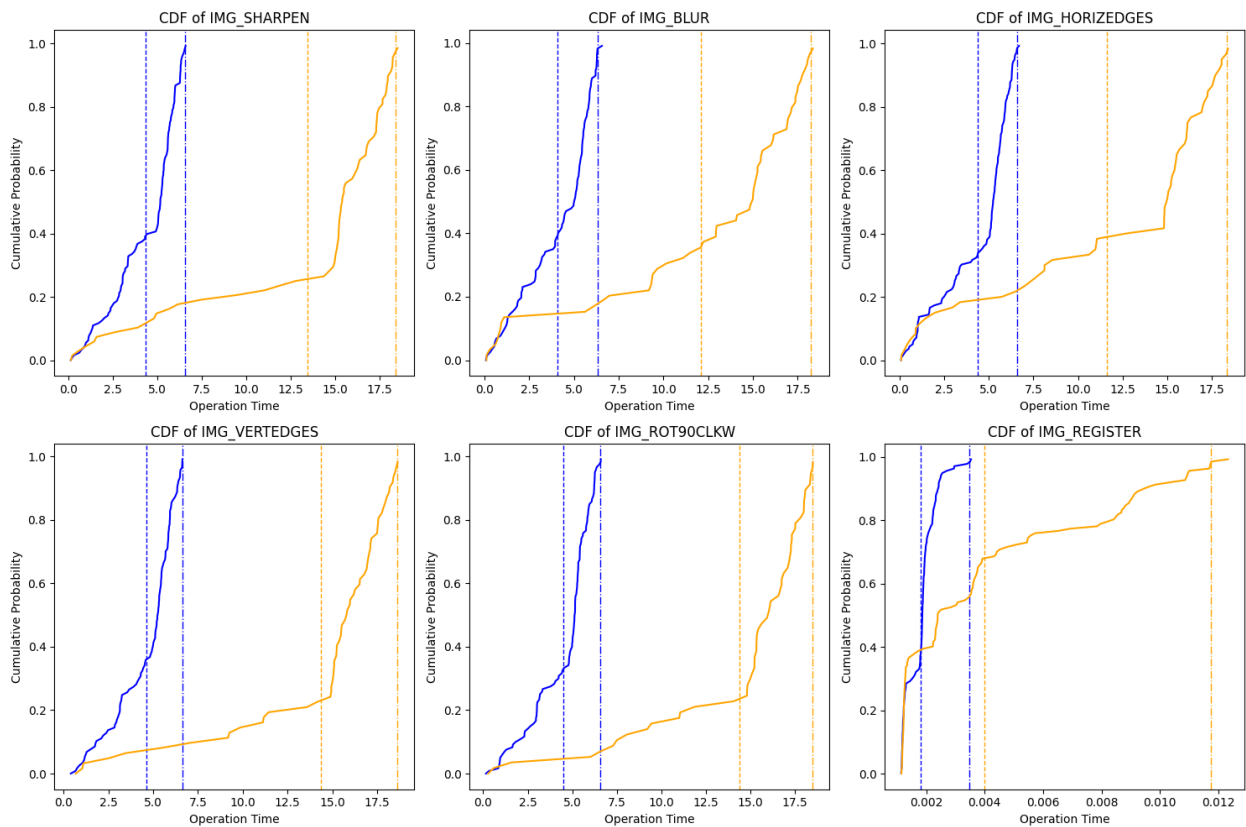 CDF of IMG_SHARPEN
1.0
0.8
0.6
0.4
0.2
0.0
Cumulative Probability
0.0 2.5 5.0 7.5 10.0 12.5 15.0 17.5
Operation Time
CDF of IMG_BLUR
1.0
0.8
0.6
0.4
0.2
0.0
Cumulative Probability
0.0 2.5 5.0 7.5 10.0 12.5 15.0 17.5
Operation Time
CDF of IMG_HORIZEDGES
1.0
0.8
0.6
0.4
0.2
0.0
Cumulative Probability
0.0 2.5 5.0 7.5 10.0 12.5 15.0 17.5
Operation Time
CDF of IMG_VERTEDGES
1.0
0.8
0.6
0.4
0.2
0.0
Cumulative Probability
0.0 2.5 5.0 7.5 10.0 12.5 15.0 17.5
Operation Time
CDF of IMG_ROT90CLKW
1.0
0.8
0.6
0.4
0.2
0.0
Cumulative Probability
0.0 2.5 5.0 7.5 10.0 12.5 15.0 17.5
Operation Time
CDF of IMG_REGISTER
1.0
0.8
0.6
0.4
0.2
0.0
Cumulative Probability
0.002 0.004 0.006 0.008 0.010 0.012
Operation Time